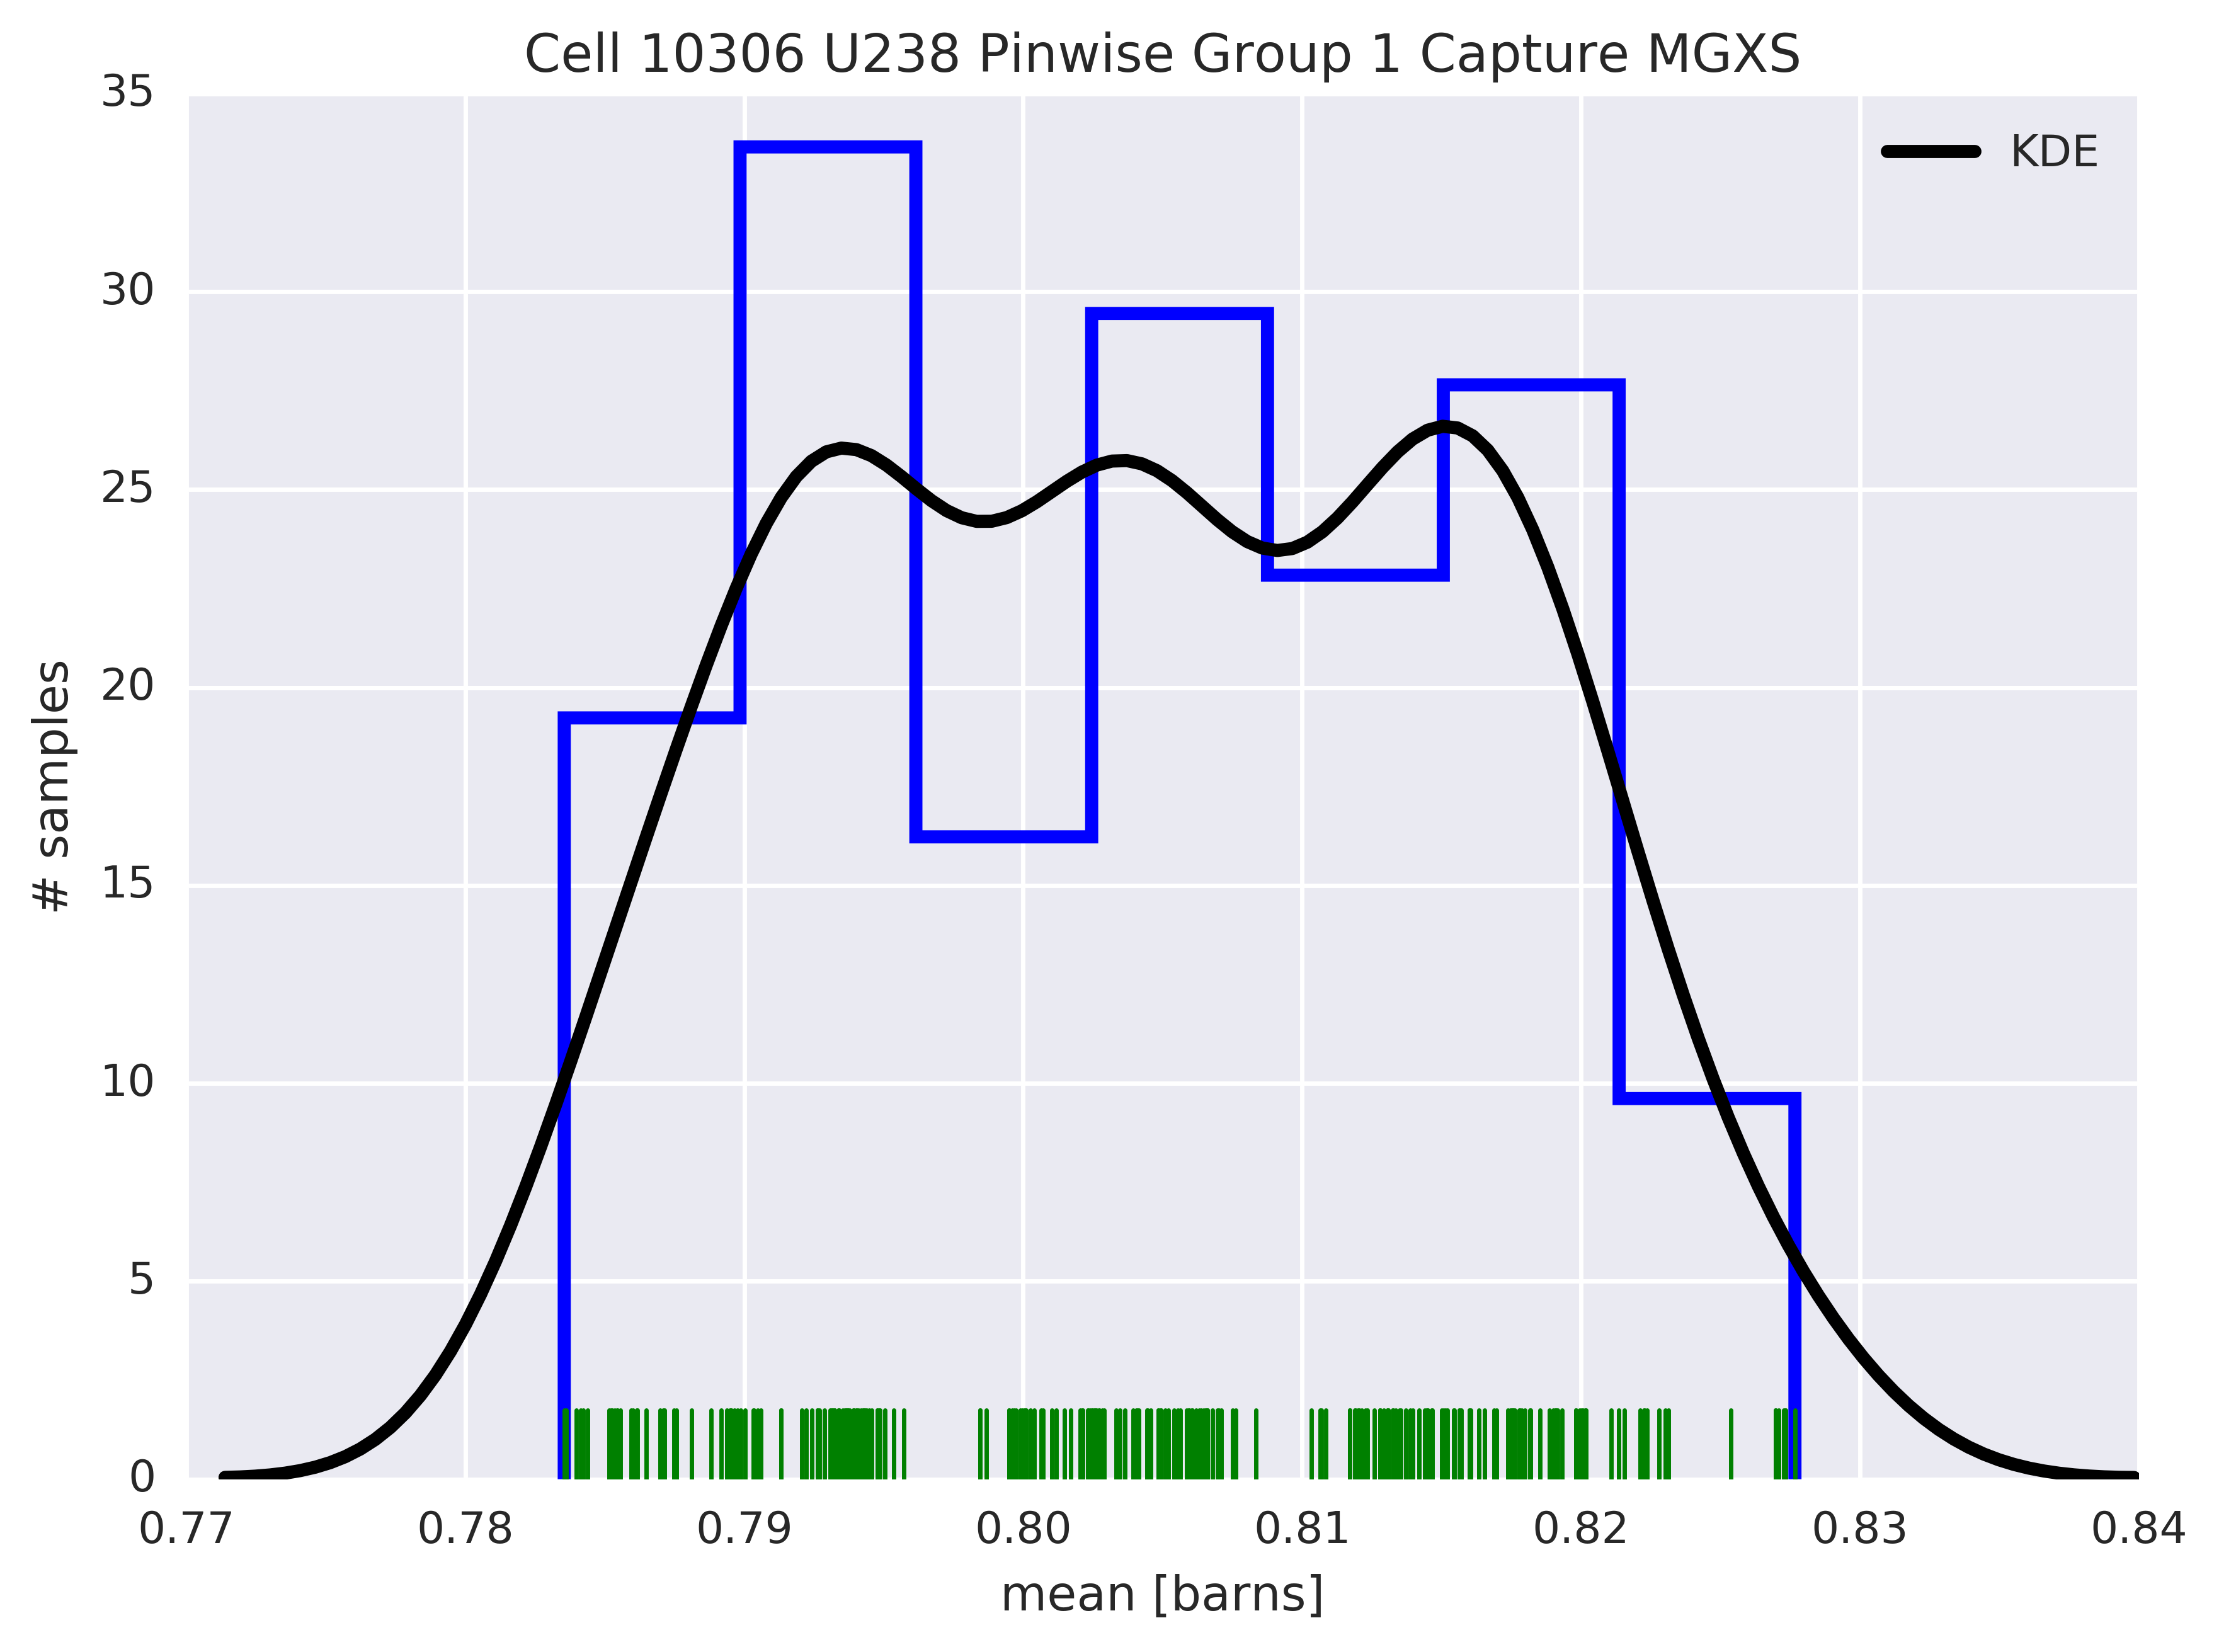 Cell 10306 U238 Pinwise Group 1 Capture MGXS
35
KDE
30
25
20
15
10
5
0
# samples
0.77 0.78 0.79 0.80 0.81 0.82 0.83 0.84
mean [barns]